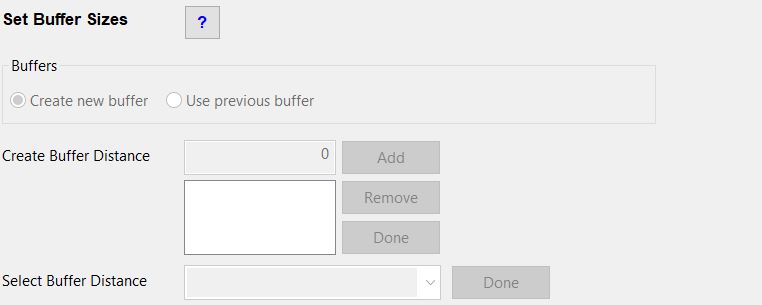 Set Buffer Sizes ?
Buffers
Create new buffer Use previous buffer
Create Buffer Distance 0 Add
Remove
Done
Select Buffer Distance Done